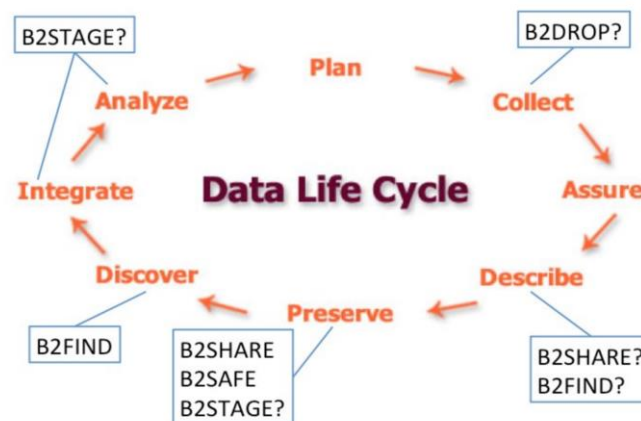 B2STAGE?
B2DROP?
Plan
Analyze
Collect
Integrate
Data Life Cycle
Assure
Discover
Describe
Preserve
B2FIND
B2SHARE
B2SAFE
B2STAGE?
B2SHARE?
B2FIND?